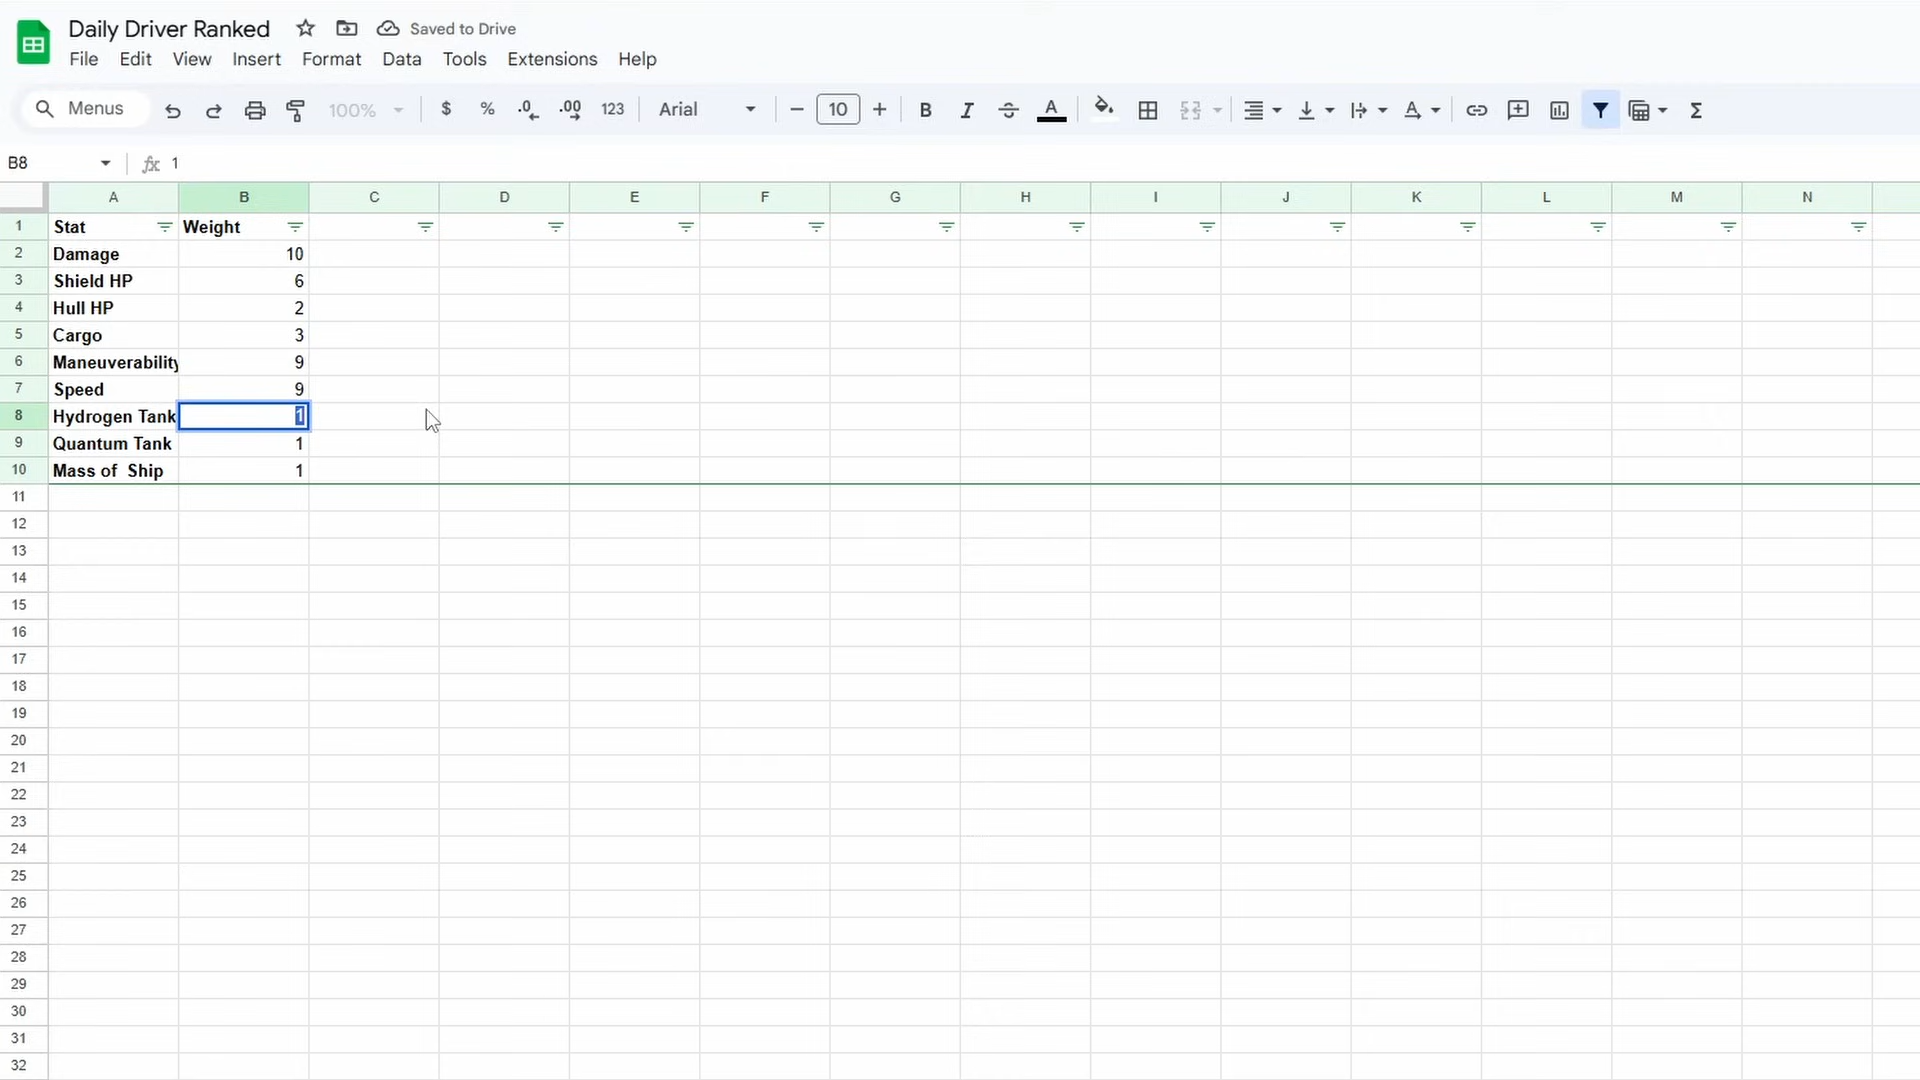 Daily Driver Ranked Saved to Drive
File Edit View Insert Format Data Tools Extensions Help
Menus 100% $ % .0 .00 123 Arial 10 B I S A Σ
B8 fx 1
A B C D E F G H I J K L M N
1 Stat Weight
2 Damage 10
3 Shield HP 6
4 Hull HP 2
5 Cargo 3
6 Maneuverability 9
7 Speed 9
8 Hydrogen Tank 1
9 Quantum Tank 1
10 Mass of  Ship 1
11
12
13
14
15
16
17
18
19
20
21
22
23
24
25
26
27
28
29
30
31
32